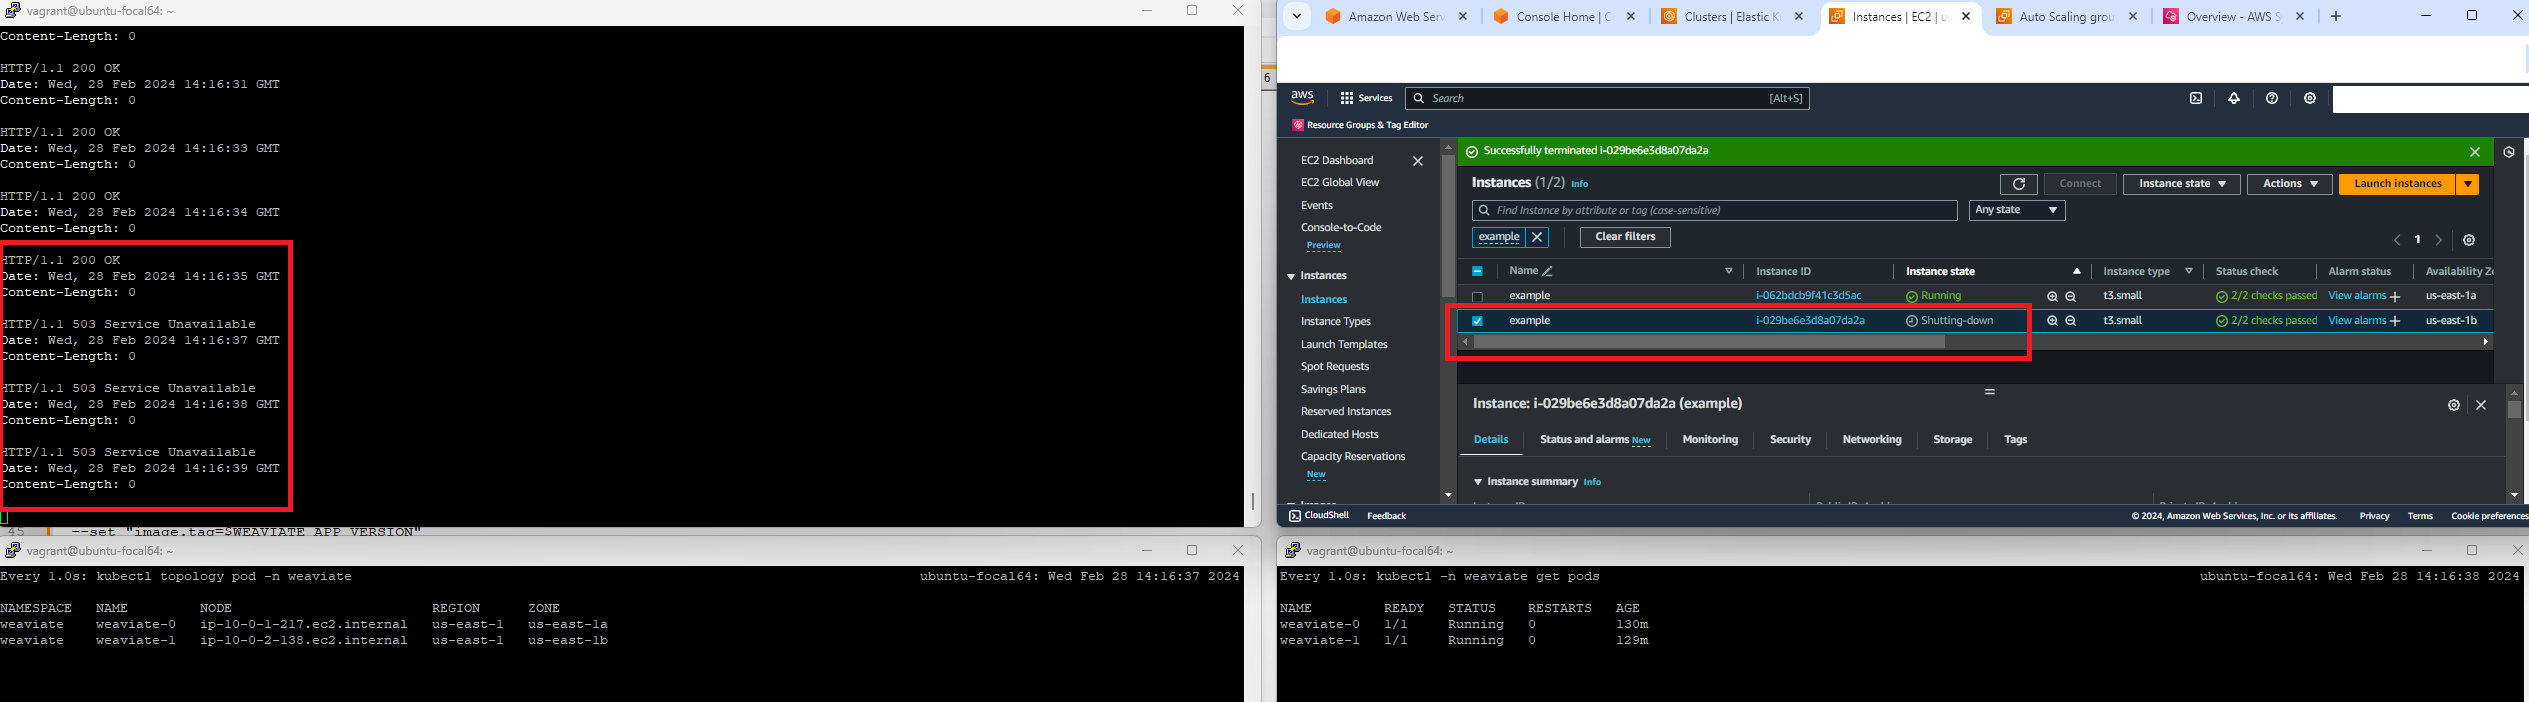 vagrant@ubuntu-focal64: ~
Content-Length: 0
HTTP/1.1 200 OK
Date: Wed, 28 Feb 2024 14:16:31 GMT
Content-Length: 0
HTTP/1.1 200 OK
Date: Wed, 28 Feb 2024 14:16:33 GMT
Content-Length: 0
HTTP/1.1 200 OK
Date: Wed, 28 Feb 2024 14:16:34 GMT
Content-Length: 0
HTTP/1.1 200 OK
Date: Wed, 28 Feb 2024 14:16:35 GMT
Content-Length: 0
HTTP/1.1 503 Service Unavailable
Date: Wed, 28 Feb 2024 14:16:37 GMT
Content-Length: 0
HTTP/1.1 503 Service Unavailable
Date: Wed, 28 Feb 2024 14:16:38 GMT
Content-Length: 0
HTTP/1.1 503 Service Unavailable
Date: Wed, 28 Feb 2024 14:16:39 GMT
Content-Length: 0
45 --set "image.tag=$WEAVIATE_APP_VERSION"
6
Amazon Web Serv
Console Home | C
Clusters | Elastic K
Instances | EC2 | u
Auto Scaling grou
Overview - AWS S
aws Services Search [Alt+S]
Resource Groups & Tag Editor
EC2 Dashboard
EC2 Global View
Events
Console-to-Code
Preview
Instances
Instances
Instance Types
Launch Templates
Spot Requests
Savings Plans
Reserved Instances
Dedicated Hosts
Capacity Reservations
New
Images
Successfully terminated i-029be6e3d8a07da2a
Instances (1/2) Info Connect Instance state Actions Launch instances
Find Instance by attribute or tag (case-sensitive) Any state
example Clear filters 1
Name Instance ID Instance state Instance type Status check Alarm status Availability Zo
example i-062bdcb9f41c3d5ac Running t3.small 2/2 checks passed View alarms + us-east-1a
example i-029be6e3d8a07da2a Shutting-down t3.small 2/2 checks passed View alarms + us-east-1b
Instance: i-029be6e3d8a07da2a (example)
Details Status and alarms New Monitoring Security Networking Storage Tags
Instance summary Info
CloudShell Feedback © 2024, Amazon Web Services, Inc. or its affiliates. Privacy Terms Cookie preferences
vagrant@ubuntu-focal64: ~
Every 1.0s: kubectl topology pod -n weaviate ubuntu-focal64: Wed Feb 28 14:16:37 2024
NAMESPACE NAME NODE REGION ZONE
weaviate weaviate-0 ip-10-0-1-217.ec2.internal us-east-1 us-east-1a
weaviate weaviate-1 ip-10-0-2-138.ec2.internal us-east-1 us-east-1b
vagrant@ubuntu-focal64: ~
Every 1.0s: kubectl -n weaviate get pods ubuntu-focal64: Wed Feb 28 14:16:38 2024
NAME READY STATUS RESTARTS AGE
weaviate-0 1/1 Running 0 130m
weaviate-1 1/1 Running 0 129m